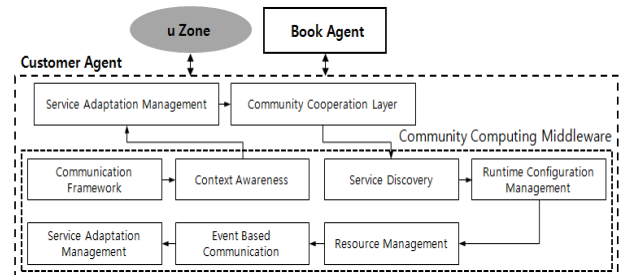 u Zone
Book Agent
Customer Agent
Service Adaptation Management
Community Cooperation Layer
Community Computing Middleware
Communication
Framework
Context Awareness
Service Discovery
Runtime Configuration
Management
Service Adaptation
Management
Event Based
Communication
Resource Management